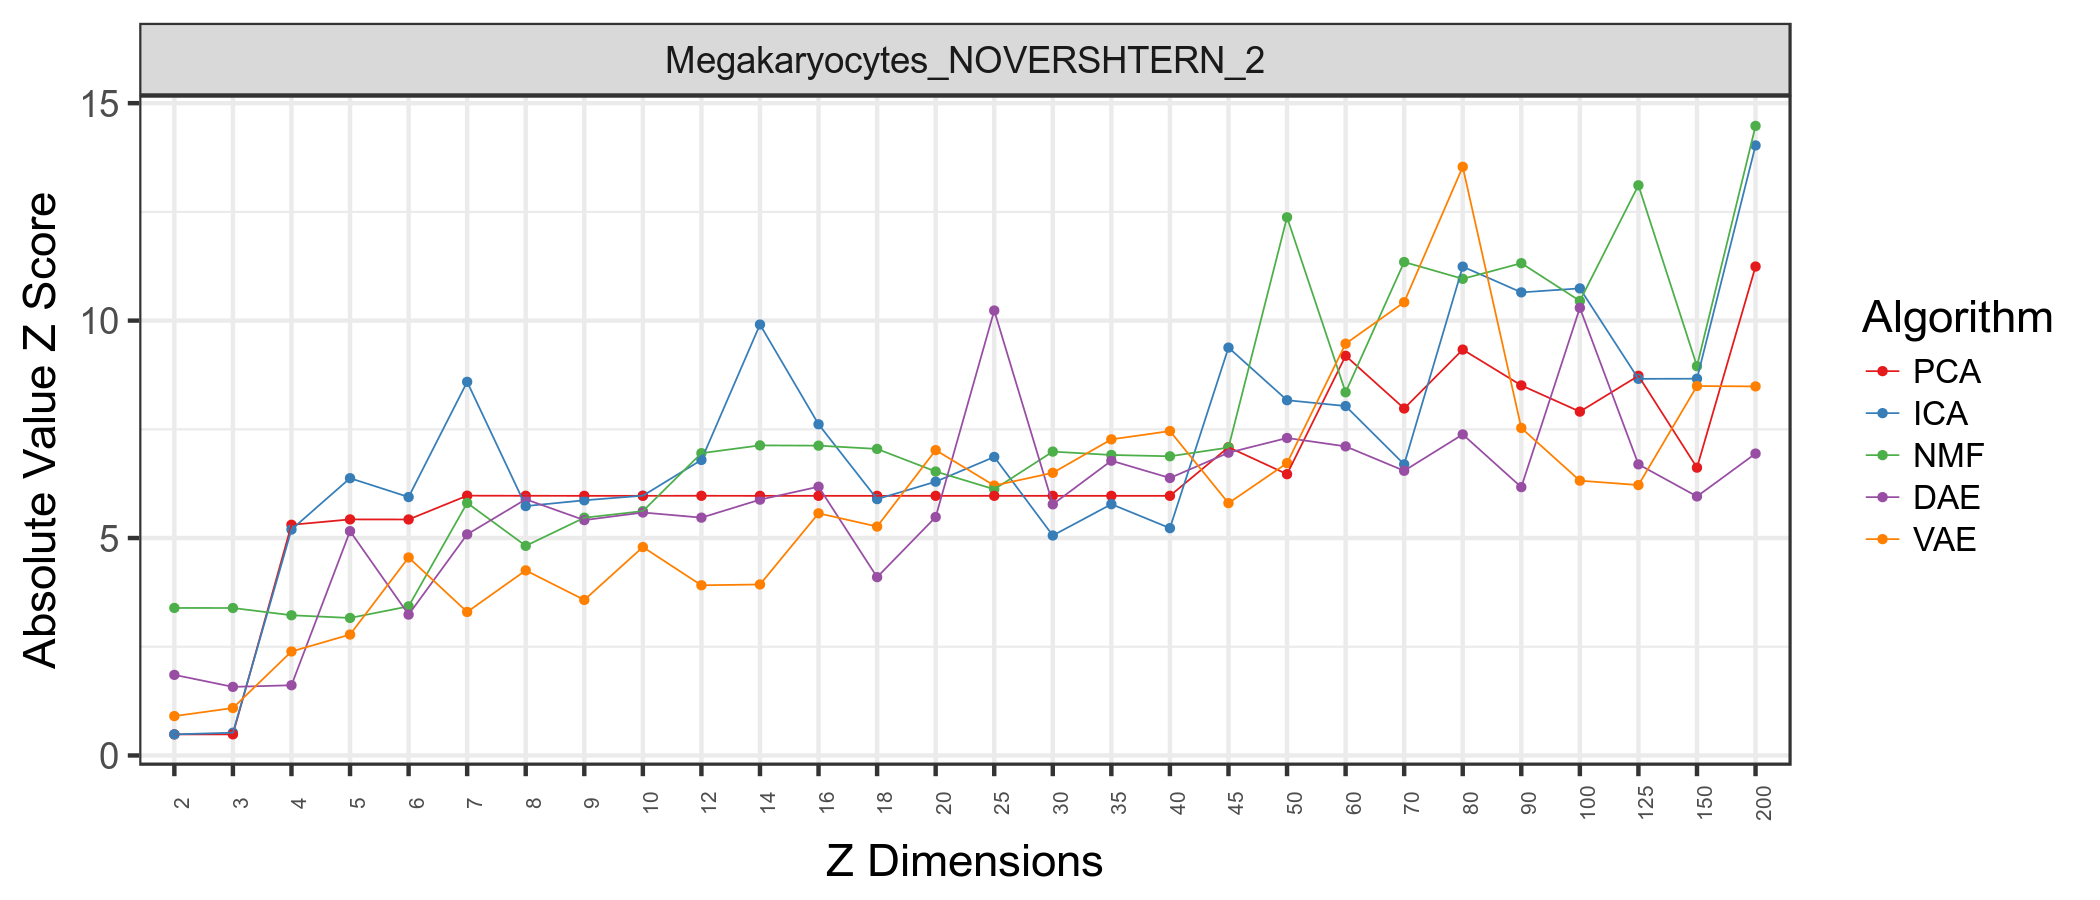 Megakaryocytes_NOVERSHTERN_2
Absolute Value Z Score
15
10
5
0
2 3 4 5 6 7 8 9 10 12 14 16 18 20 25 30 35 40 45 50 60 70 80 90 100 125 150 200
Z Dimensions
Algorithm
PCA
ICA
NMF
DAE
VAE